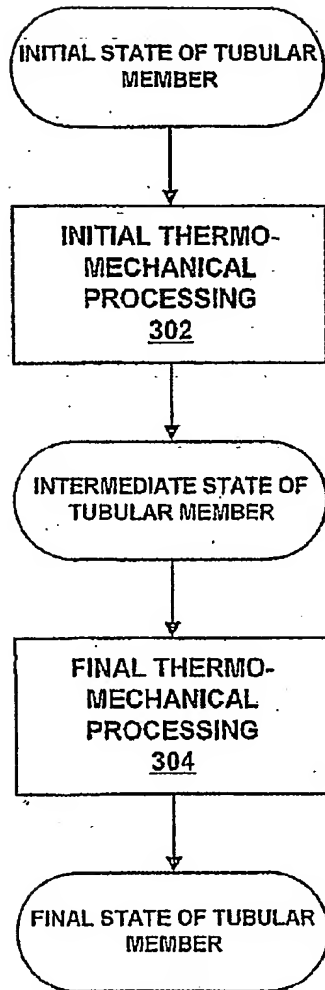 INITIAL STATE OF TUBULAR
MEMBER
INITIAL THERMO-
MECHANICAL
PROCESSING
302
INTERMEDIATE STATE OF
TUBULAR MEMBER
FINAL THERMO-
MECHANICAL
PROCESSING
304
FINAL STATE OF TUBULAR
MEMBER